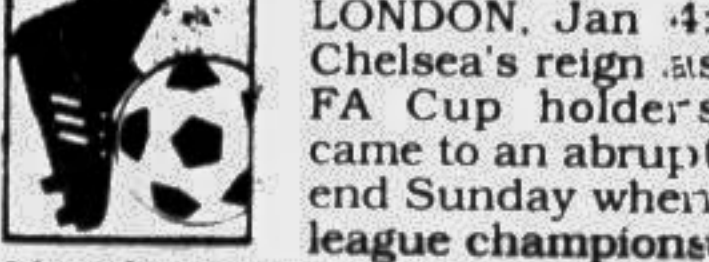 LONDON, Jan 4:
Chelsea's reign as
FA Cup holders
came to an abrupt
end Sunday when
league champions